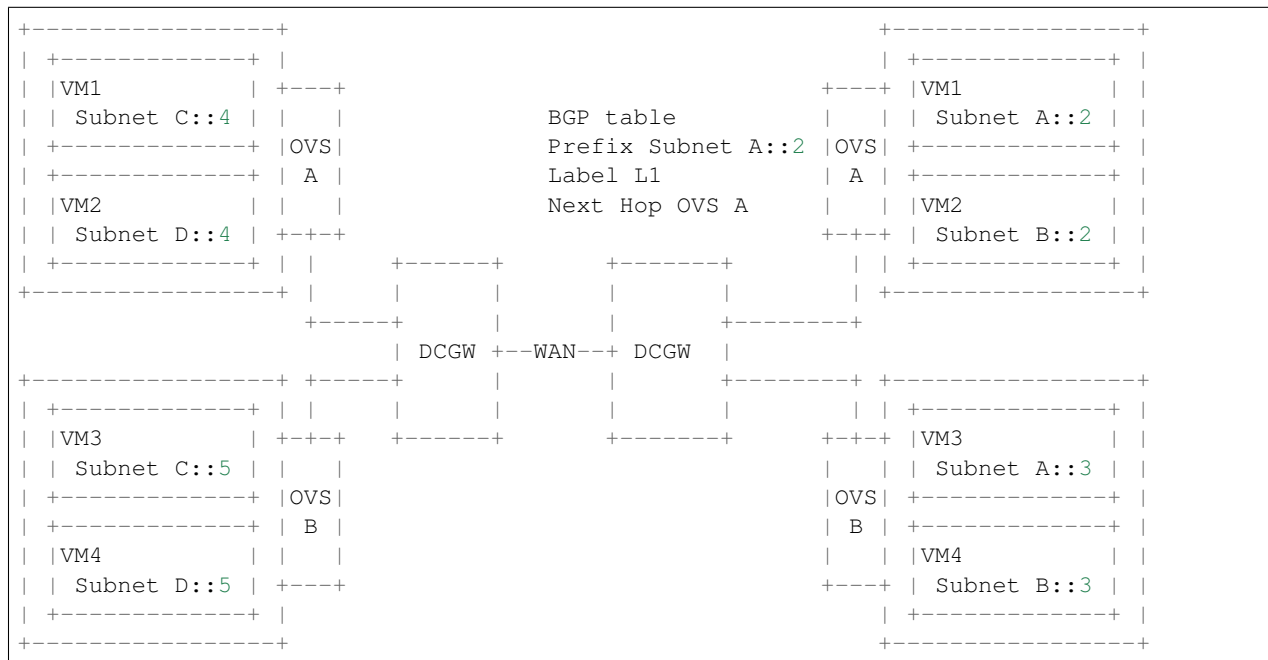 VM1 VM1
Subnet C::4 BGP table Subnet A::2
OVS Prefix Subnet A::2 OVS
A Label L1 A
VM2 Next Hop OVS A VM2
Subnet D::4 Subnet B::2
DCGW WAN DCGW
VM3 VM3
Subnet C::5 Subnet A::3
OVS OVS
B B
VM4 VM4
Subnet D::5 Subnet B::3